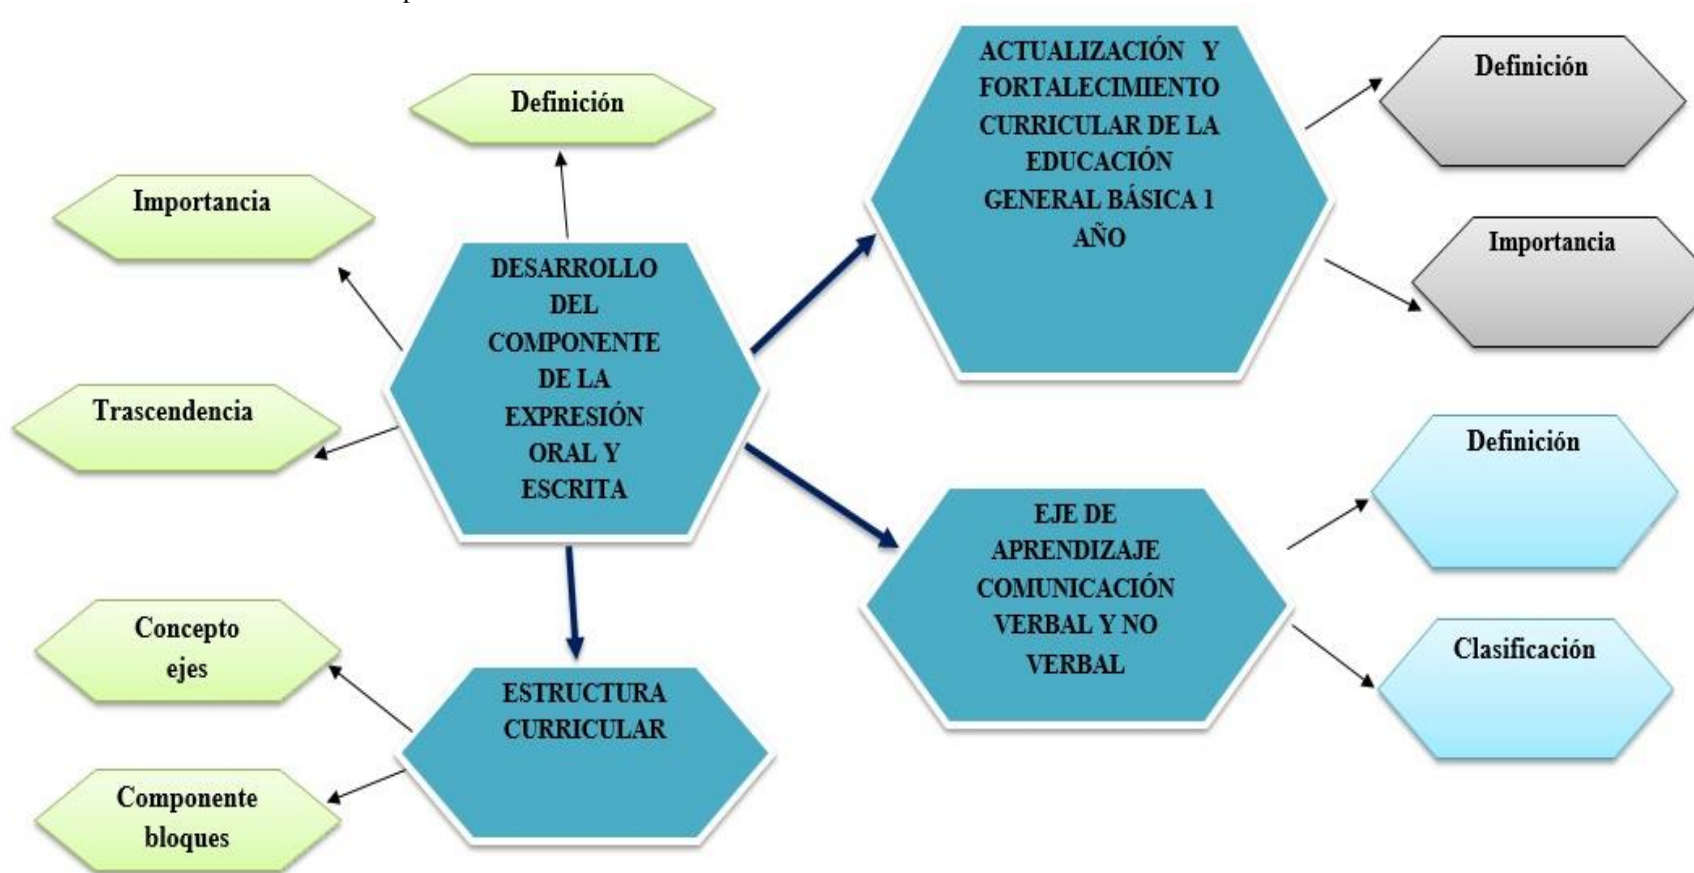 Definición
Importancia
Trascendencia
DESARROLLO
DEL
COMPONENTE
DE LA
EXPRESIÓN
ORAL Y
ESCRITA
Concepto
ejes
Componente
bloques
ESTRUCTURA
CURRICULAR
ACTUALIZACIÓN Y
FORTALECIMIENTO
CURRICULAR DE LA
EDUCACIÓN
GENERAL BÁSICA 1
AÑO
Definición
Importancia
EJE DE
APRENDIZAJE
COMUNICACIÓN
VERBAL Y NO
VERBAL
Definición
Clasificación